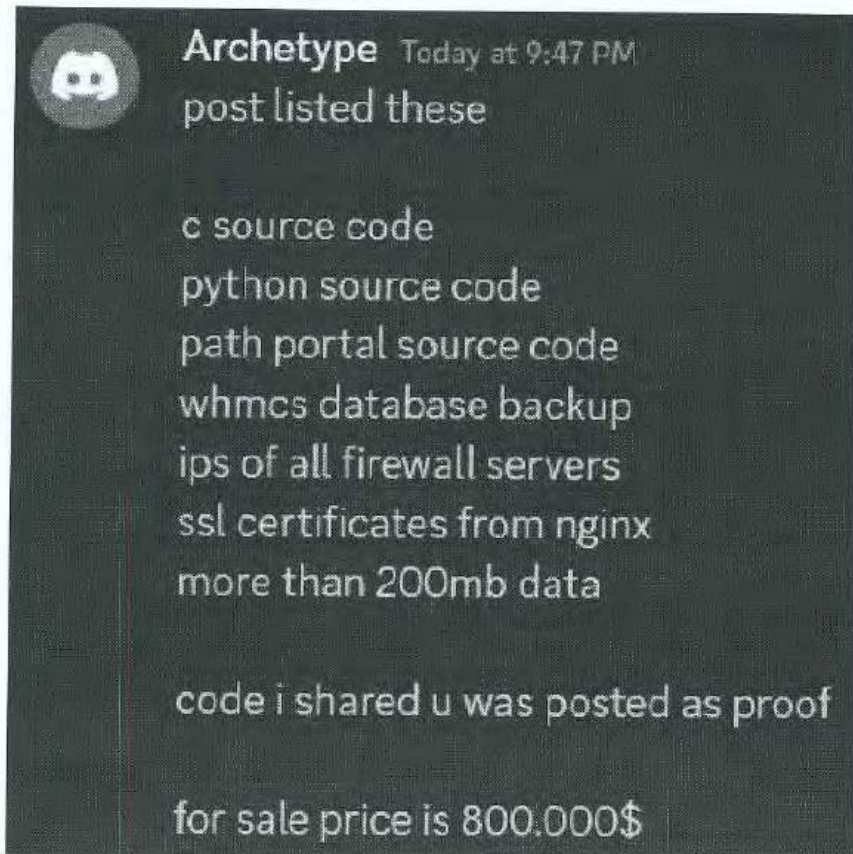 Archetype Today at 9:47 PM
post listed these
c source code
python source code
path portal source code
whmcs database backup
ips of all firewall servers
ssl certificates from nginx
more than 200mb data
code i shared u was posted as proof
for sale price is 800.000$